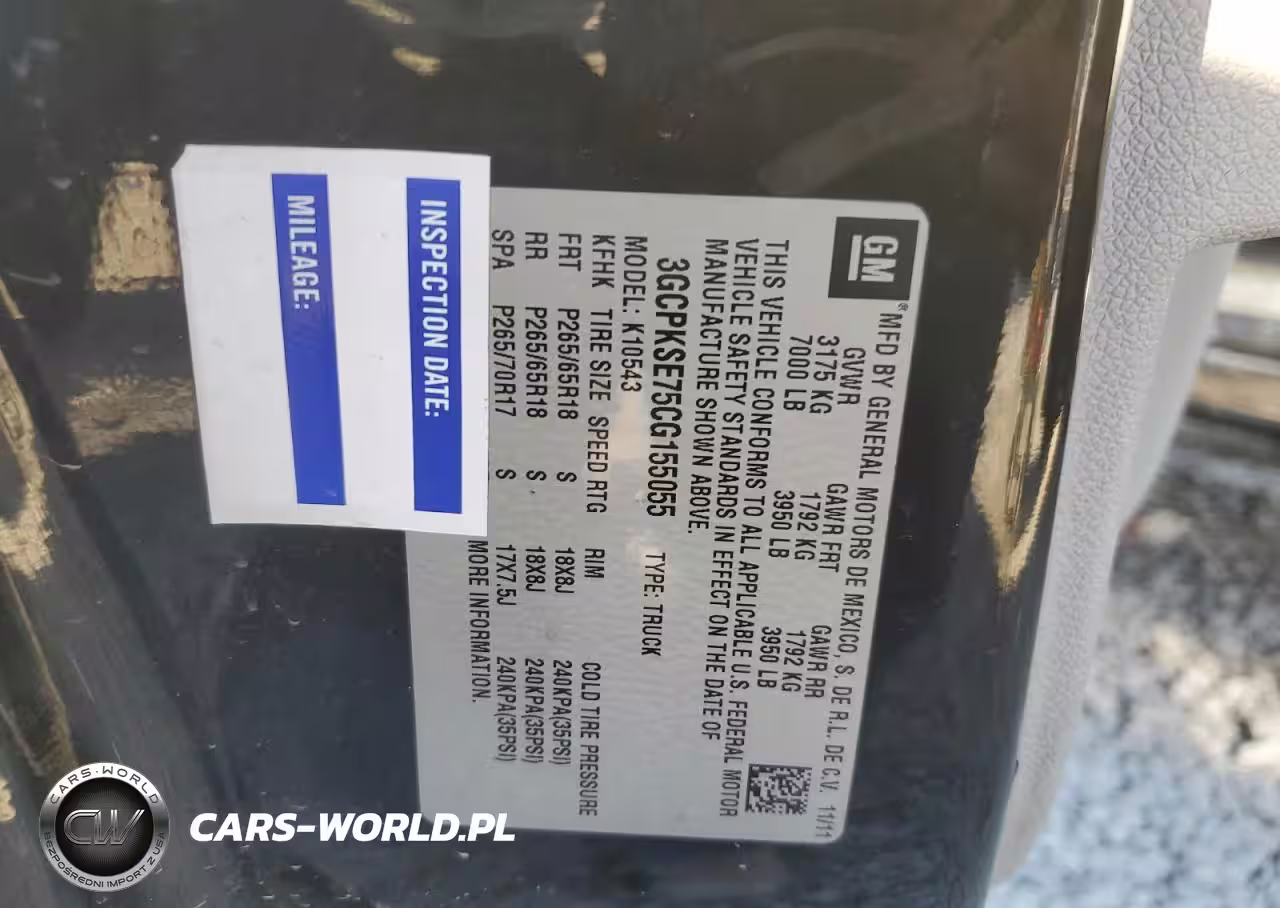 GM
® MFD BY GENERAL MOTORS DE MEXICO, S. DE R.L. DE C.V. 11/11
GVWR GAWR FRT GAWR RR
3175 KG 1792 KG 1792 KG
7000 LB 3950 LB 3950 LB
THIS VEHICLE CONFORMS TO ALL APPLICABLE U.S. FEDERAL MOTOR
VEHICLE SAFETY STANDARDS IN EFFECT ON THE DATE OF
MANUFACTURE SHOWN ABOVE.
3GCPKSE75CG155055 TYPE: TRUCK
MODEL: K10543
KFHK TIRE SIZE SPEED RTG RIM COLD TIRE PRESSURE
FRT P265/65R18 S 18X8J 240KPA(35PSI)
RR P265/65R18 S 18X8J 240KPA(35PSI)
SPA P265/70R17 S 17X7.5J 240KPA(35PSI)
MORE INFORMATION.
INSPECTION DATE:
MILEAGE:
CARS-WORLD
CW
BEZPOŚREDNI IMPORT Z USA
CARS-WORLD.PL